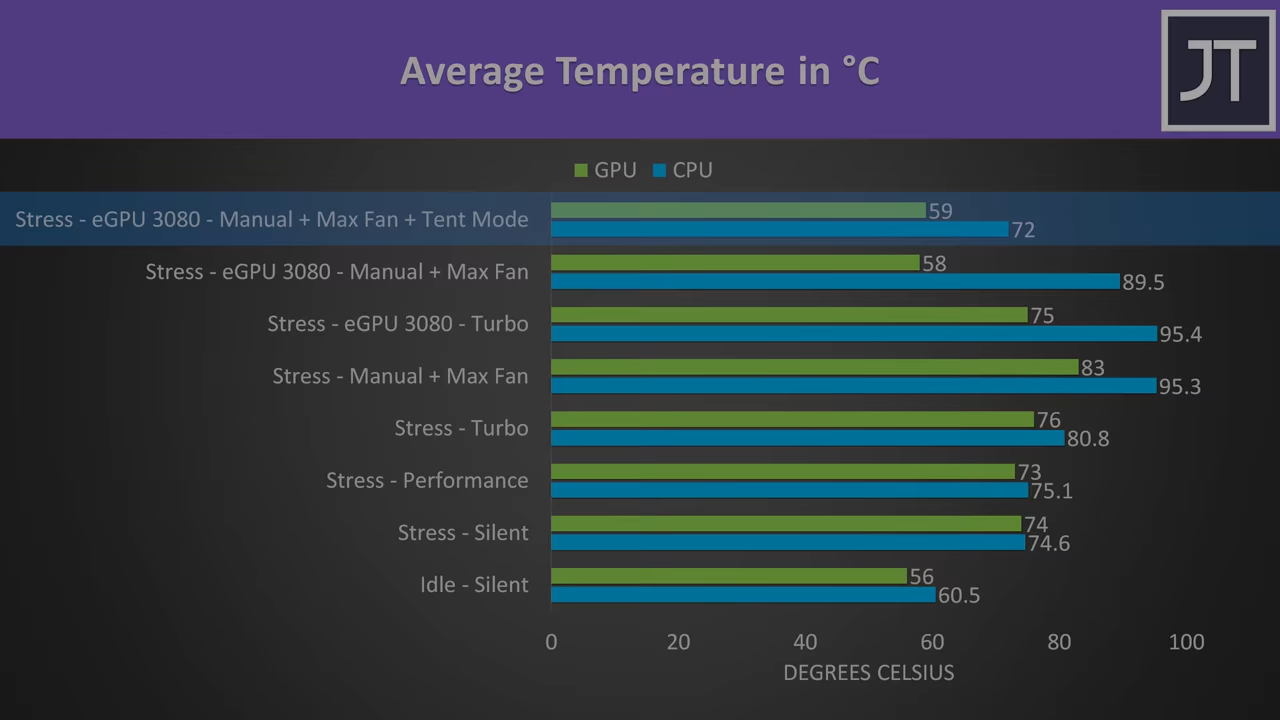 Average Temperature in °C
JT
GPU CPU
Stress - eGPU 3080 - Manual + Max Fan + Tent Mode 59 72
Stress - eGPU 3080 - Manual + Max Fan 58 89.5
Stress - eGPU 3080 - Turbo 75 95.4
Stress - Manual + Max Fan 83 95.3
Stress - Turbo 76 80.8
Stress - Performance 73 75.1
Stress - Silent 74 74.6
Idle - Silent 56 60.5
0 20 40 60 80 100
DEGREES CELSIUS